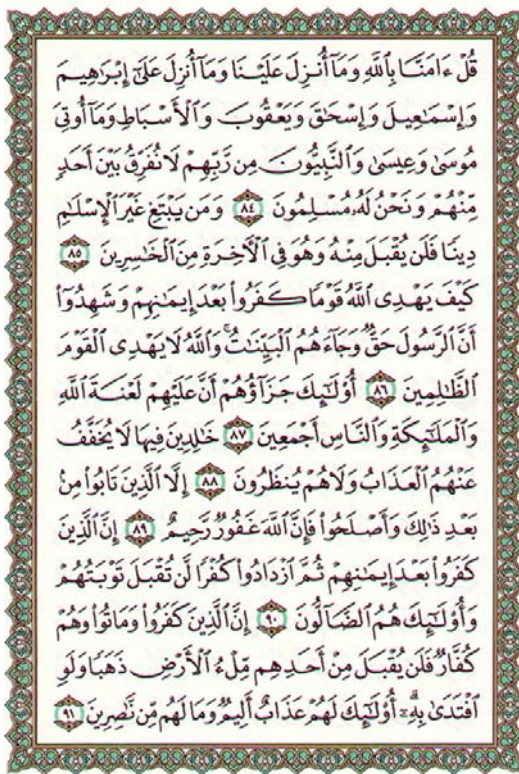 قُلْ ءَامَنَّا بِٱللَّهِ وَمَآ أُنزِلَ عَلَيْنَا وَمَآ أُنزِلَ عَلَىٰٓ إِبْرَٰهِيمَ
وَإِسْمَٰعِيلَ وَإِسْحَٰقَ وَيَعْقُوبَ وَٱلْأَسْبَاطِ وَمَآ أُوتِىَ
مُوسَىٰ وَعِيسَىٰ وَٱلنَّبِيُّونَ مِن رَّبِّهِمْ لَا نُفَرِّقُ بَيْنَ أَحَدٍ
مِّنْهُمْ وَنَحْنُ لَهُۥ مُسْلِمُونَ ٨٤ وَمَن يَبْتَغِ غَيْرَ ٱلْإِسْلَٰمِ
دِينًا فَلَن يُقْبَلَ مِنْهُ وَهُوَ فِى ٱلْأَخِرَةِ مِنَ ٱلْخَٰسِرِينَ ٨٥
كَيْفَ يَهْدِى ٱللَّهُ قَوْمًا كَفَرُوا۟ بَعْدَ إِيمَٰنِهِمْ وَشَهِدُوٓا۟
أَنَّ ٱلرَّسُولَ حَقٌّ وَجَآءَهُمُ ٱلْبَيِّنَٰتُ ۚ وَٱللَّهُ لَا يَهْدِى ٱلْقَوْمَ
ٱلظَّٰلِمِينَ ٨٦ أُو۟لَٰٓئِكَ جَزَآؤُهُمْ أَنَّ عَلَيْهِمْ لَعْنَةَ ٱللَّهِ
وَٱلْمَلَٰٓئِكَةِ وَٱلنَّاسِ أَجْمَعِينَ ٨٧ خَٰلِدِينَ فِيهَا لَا يُخَفَّفُ
عَنْهُمُ ٱلْعَذَابُ وَلَا هُمْ يُنظَرُونَ ٨٨ إِلَّا ٱلَّذِينَ تَابُوا۟ مِنۢ
بَعْدِ ذَٰلِكَ وَأَصْلَحُوا۟ فَإِنَّ ٱللَّهَ غَفُورٌ رَّحِيمٌ ٨٩ إِنَّ ٱلَّذِينَ
كَفَرُوا۟ بَعْدَ إِيمَٰنِهِمْ ثُمَّ ٱزْدَادُوا۟ كُفْرًا لَّن تُقْبَلَ تَوْبَتُهُمْ
وَأُو۟لَٰٓئِكَ هُمُ ٱلضَّآلُّونَ ٩٠ إِنَّ ٱلَّذِينَ كَفَرُوا۟ وَمَاتُوا۟ وَهُمْ
كُفَّارٌ فَلَن يُقْبَلَ مِنْ أَحَدِهِم مِّلْءُ ٱلْأَرْضِ ذَهَبًا وَلَوِ
ٱفْتَدَىٰ بِهِۦٓ ۗ أُو۟لَٰٓئِكَ لَهُمْ عَذَابٌ أَلِيمٌ وَمَا لَهُم مِّن نَّٰصِرِينَ ٩١